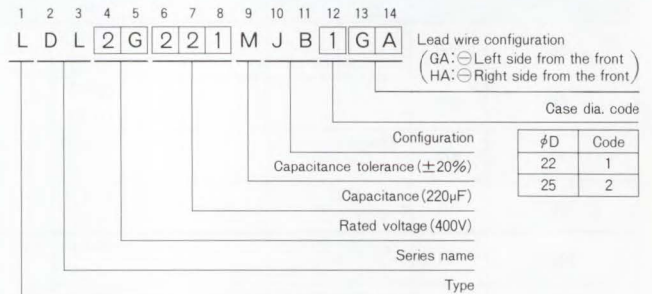 1 2 3 4 5 6 7 8 9 10 11 12 13 14
L D L 2 G 2 2 1 M J B 1 G A
Lead wire configuration
(GA:⊖Left side from the front
HA:⊖Right side from the front)
Case dia. code
Configuration
Capacitance tolerance (±20%)
Capacitance (220μF)
Rated voltage (400V)
Series name
Type
φD Code
22 1
25 2